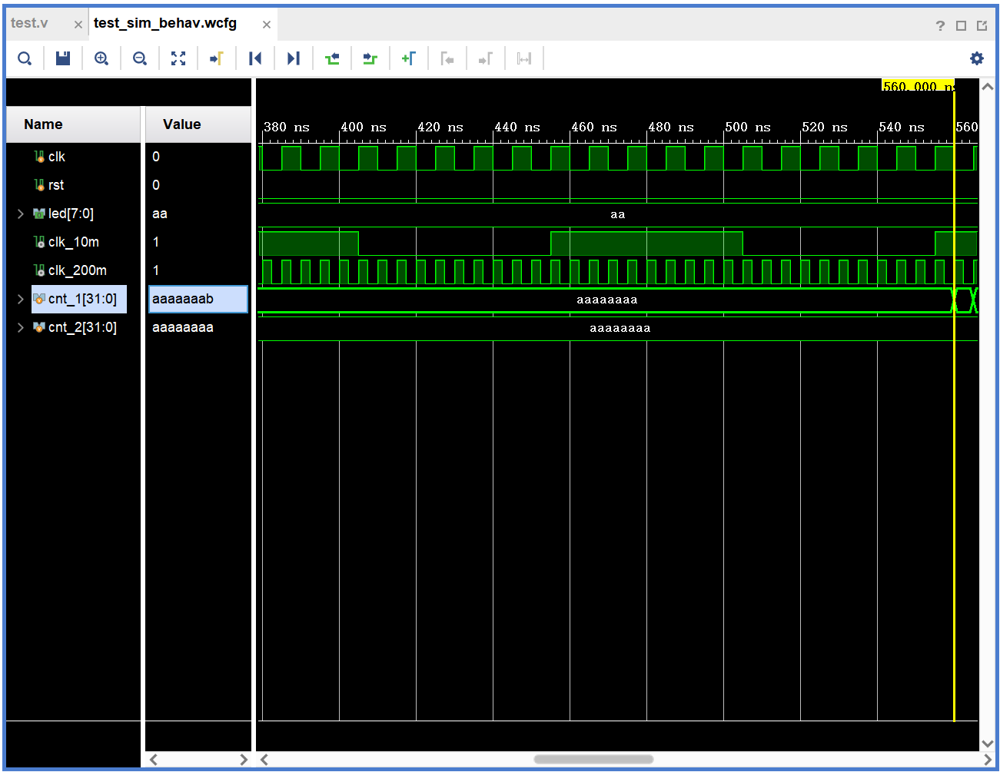 test.v × test_sim_behav.wcfg ×
?
560.000 ns
Name Value
380 ns 400 ns 420 ns 440 ns 460 ns 480 ns 500 ns 520 ns 540 ns 560
clk 0
rst 0
led[7:0] aa aa
clk_10m 1
clk_200m 1
cnt_1[31:0] aaaaaaab aaaaaaaa
cnt_2[31:0] aaaaaaaa aaaaaaaa